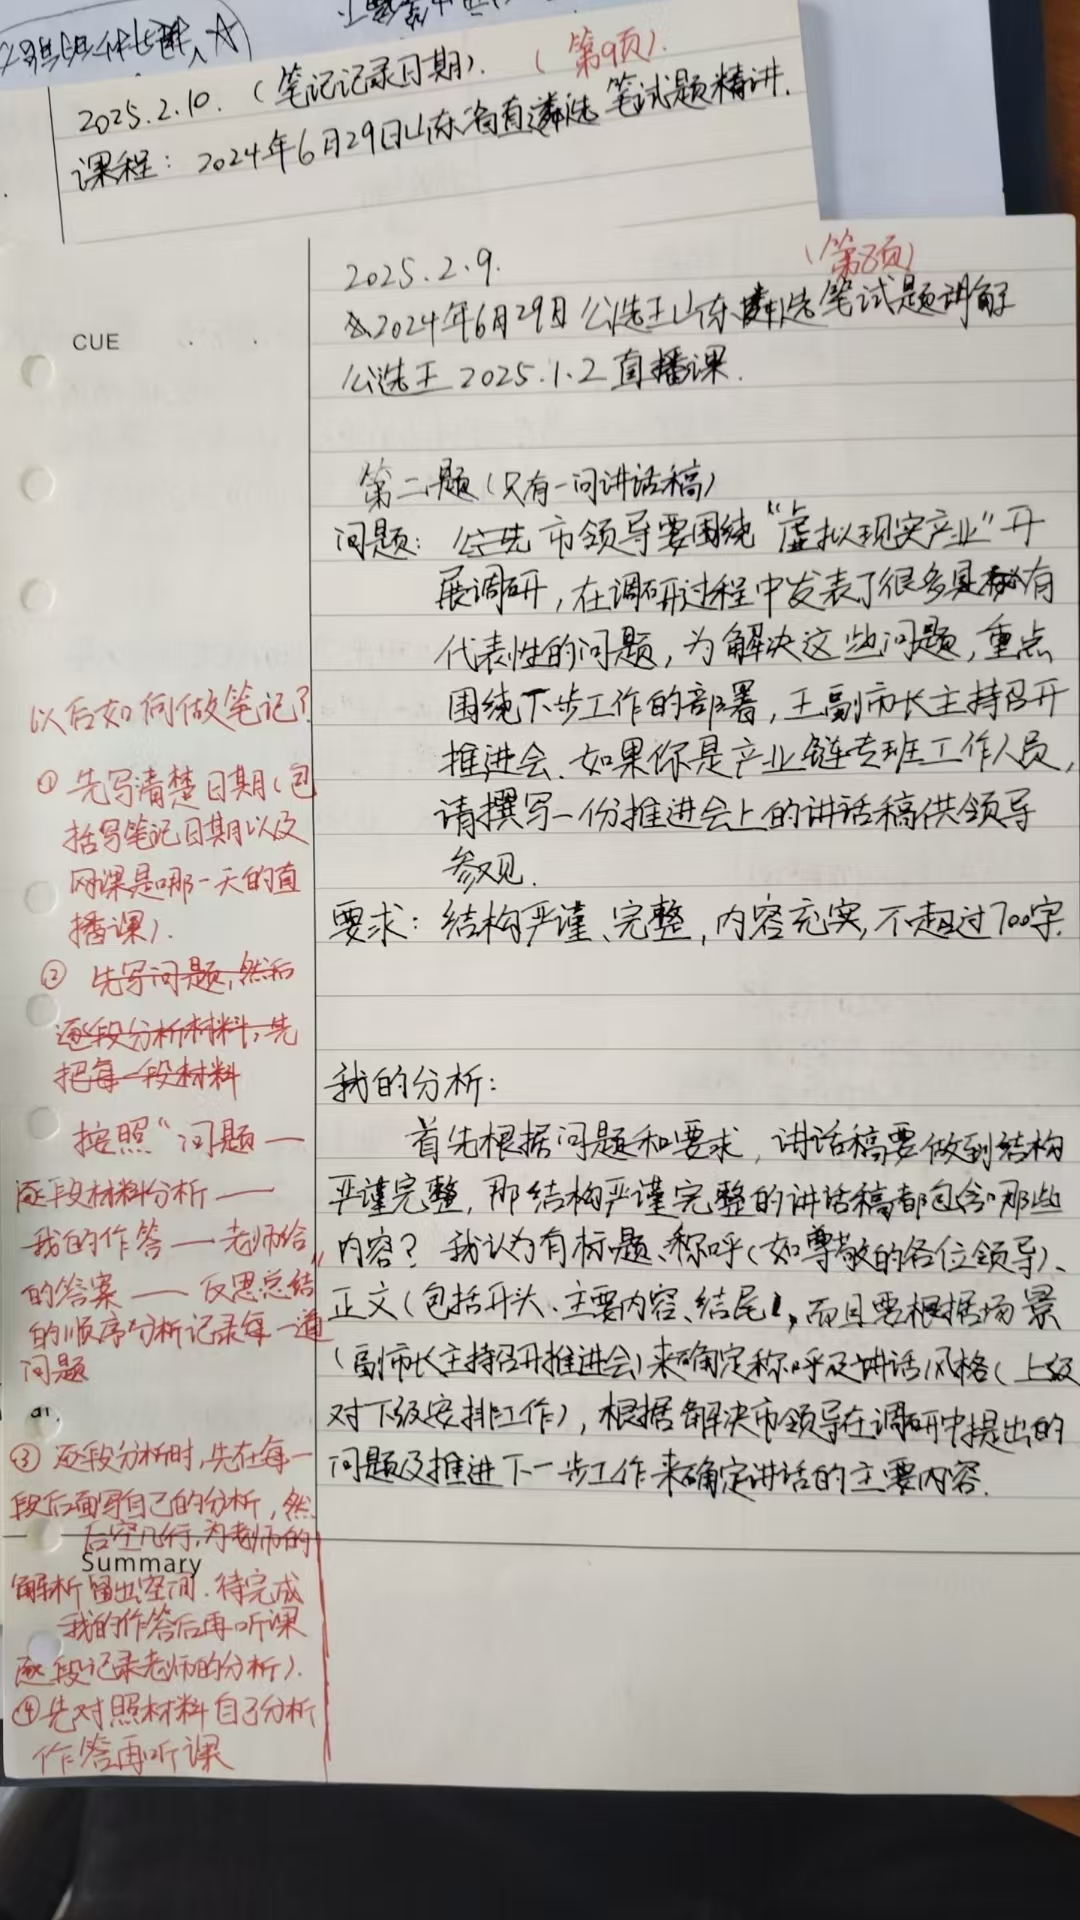 2025.2.10.（笔记记录日期）.（第9页）.
课程：2024年6月29日山东省直遴选笔试题精讲.
2025.2.9.（第8页）
2024年6月29日公选王山东遴选笔试题讲解
公选王2025.1.2直播课.
CUE
第二题（只有一问讲话稿）
问题：市领导要围绕“虚拟现实产业”开
展调研，在调研过程中发表了很多具有
代表性的问题，为解决这些问题，重点
围绕下步工作的部署，王副市长主持召开
推进会.如果你是产业链专班工作人员，
请撰写一份推进会上的讲话稿供领导
参见.
要求：结构严谨、完整，内容充实，不超过700字.
我的分析：
首先根据问题和要求，讲话稿要做到结构
严谨完整，那结构严谨完整的讲话稿都包含哪些
内容？我认为有标题、称呼（如尊敬的各位领导）、
正文（包括开头、主要内容、结尾），而且要根据场景
（副市长主持召开推进会）来确定称呼及讲话风格（上级
对下级安排工作），根据解决市领导在调研中提出的
问题及推进下一步工作来确定讲话的主要内容.
以后如何做笔记？
①先写清楚日期（包
括写笔记日期以及
网课是哪一天的直
播课）.
②先写问题，然后
逐段分析材料，先
把每一段材料
按照“问题—
逐段材料分析——
我的作答—老师给
的答案——反思总结”
的顺序分析记录每一道
问题
③逐段分析时，先在每一
段后面写自己的分析，然
后空几行，为老师的
Summary
解析留出空间.待完成
我的作答后再听课
逐段记录老师的分析）.
④先对照材料自己分析
作答再听课